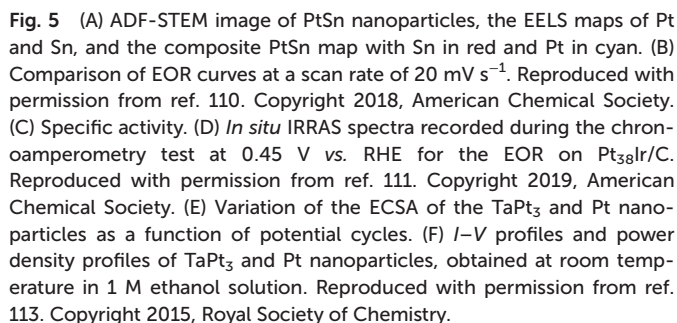 Fig. 5 (A) ADF-STEM image of PtSn nanoparticles, the EELS maps of Pt
and Sn, and the composite PtSn map with Sn in red and Pt in cyan. (B)
Comparison of EOR curves at a scan rate of 20 mV s⁻¹. Reproduced with
permission from ref. 110. Copyright 2018, American Chemical Society.
(C) Specific activity. (D) In situ IRRAS spectra recorded during the chron-
oamperometry test at 0.45 V vs. RHE for the EOR on Pt₃₈Ir/C.
Reproduced with permission from ref. 111. Copyright 2019, American
Chemical Society. (E) Variation of the ECSA of the TaPt₃ and Pt nano-
particles as a function of potential cycles. (F) I–V profiles and power
density profiles of TaPt₃ and Pt nanoparticles, obtained at room temp-
erature in 1 M ethanol solution. Reproduced with permission from ref.
113. Copyright 2015, Royal Society of Chemistry.